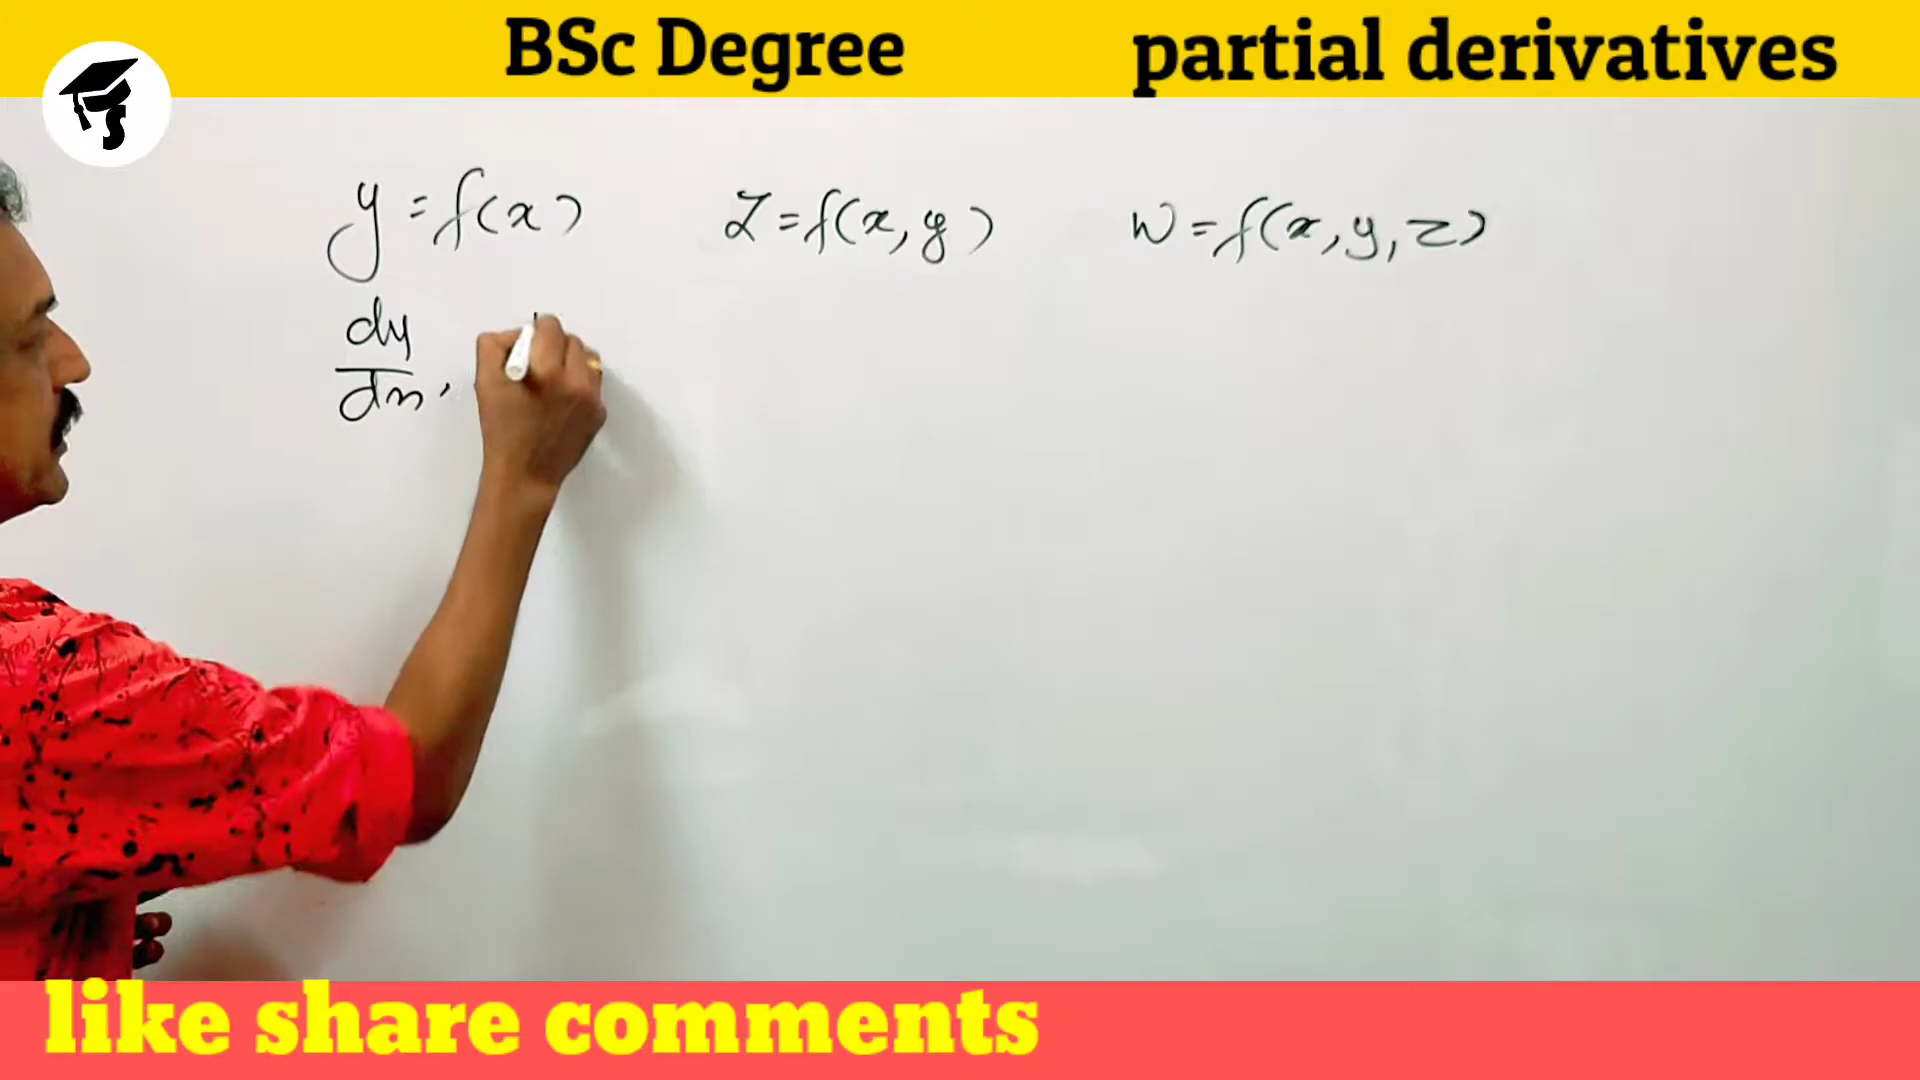 BSc Degree partial derivatives
y = f(x) Z = f(x, y) W = f(x, y, z)
dy
dx,
like share comments